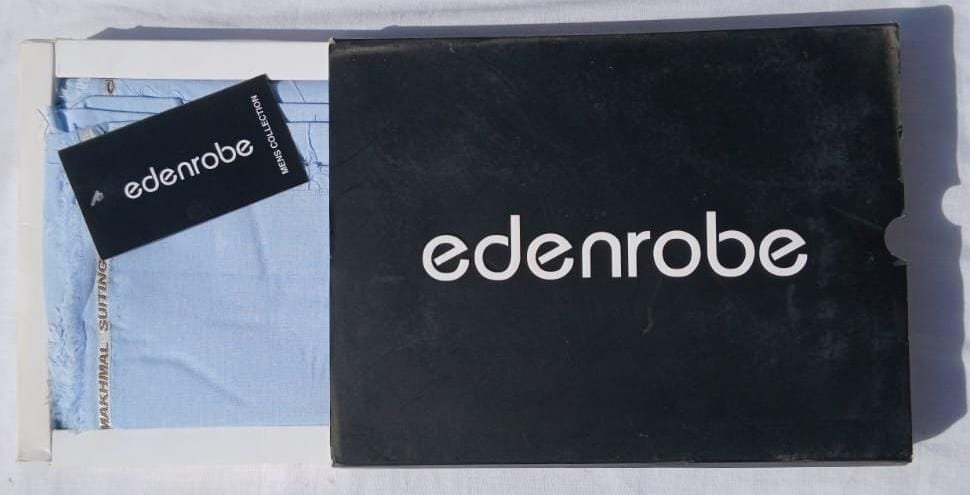 edenrobe
MENS COLLECTION
MAKHMAL SUITING
edenrobe